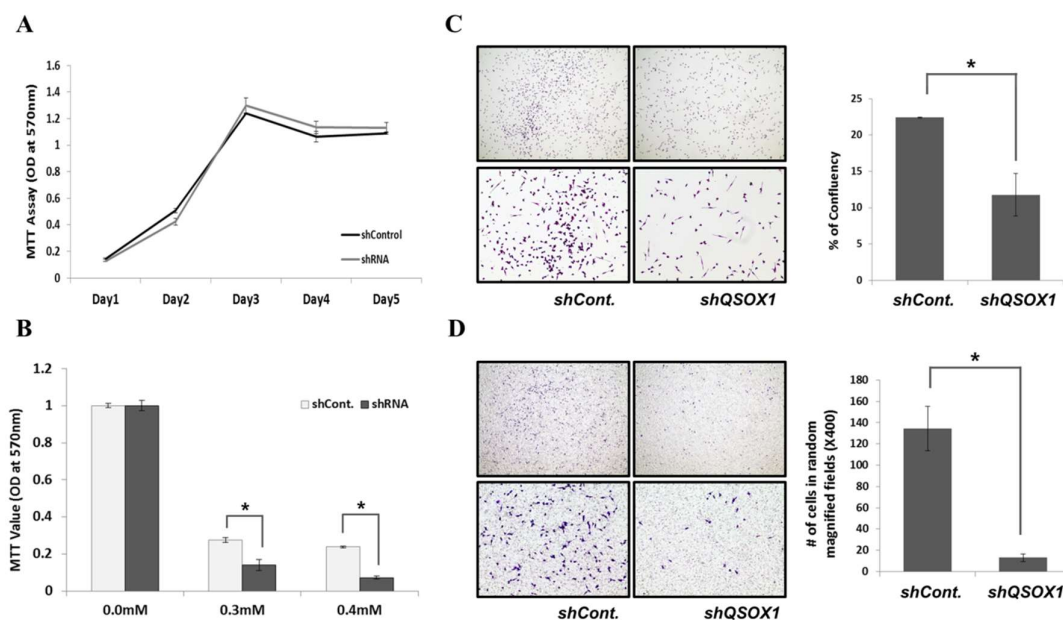 A
1.6
1.4
1.2
1
0.8
0.6
0.4
0.2
0
MTT Assay (OD at 570nm)
shControl
shRNA
Day1 Day2 Day3 Day4 Day5
B
1.2
1
0.8
0.6
0.4
0.2
0
MTT Value (OD at 570nm)
shCont. shRNA
* *
0.0mM 0.3mM 0.4mM
C
shCont. shQSOX1
*
25
20
15
10
5
0
% of Confluency
shCont. shQSOX1
D
shCont. shQSOX1
*
180
160
140
120
100
80
60
40
20
0
# of cells in random
magnified fields (X400)
shCont. shQSOX1